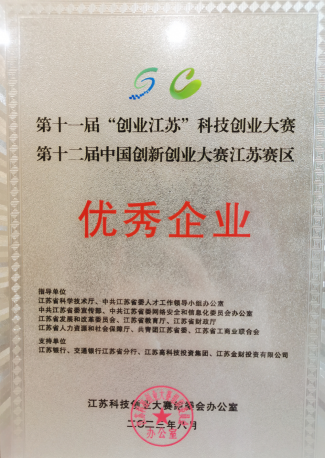 第十一届“创业江苏”科技创业大赛
第十二届中国创新创业大赛江苏赛区
优秀企业
指导单位
江苏省科学技术厅、中共江苏省委人才工作领导小组办公室
中共江苏省委宣传部、中共江苏省委网络安全和信息化委员会办公室
江苏省发展和改革委员会、江苏省教育厅、江苏省财政厅
江苏省人力资源和社会保障厅、共青团江苏省委、江苏省工商业联合会
支持单位
江苏银行、交通银行江苏省分行、江苏高科技投资集团、江苏金财投资有限公司
江苏科技创业大赛组委会办公室
二〇二三年八月
办公室